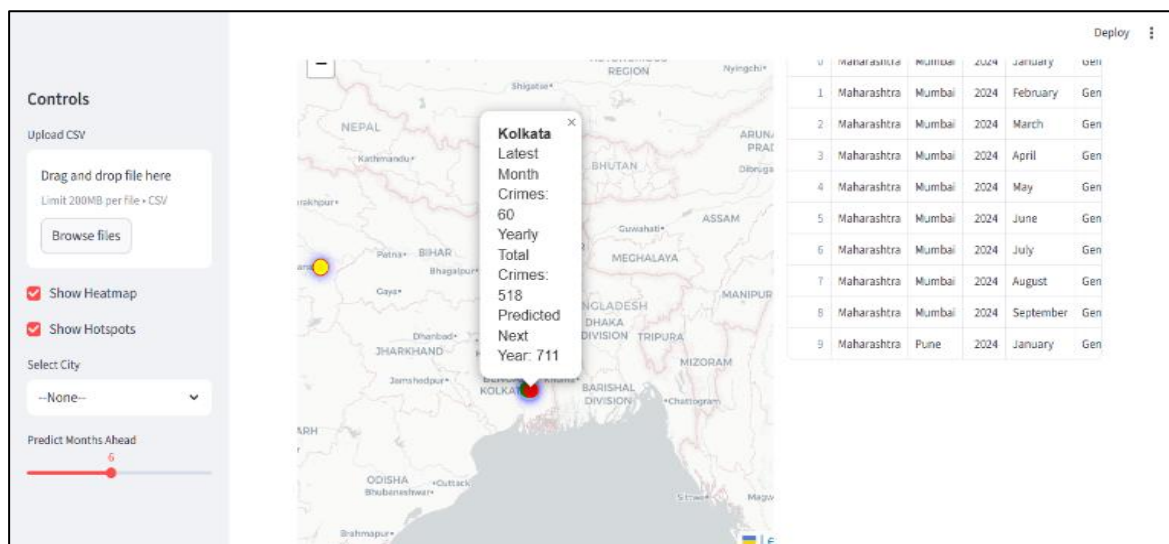 Deploy
Controls
Upload CSV
Drag and drop file here
Limit 200MB per file • CSV
Browse files
Show Heatmap
Show Hotspots
Select City
--None--
Predict Months Ahead
6
−
REGION
Nyingchi
Shigatse
NEPAL
Kathmandu
BHUTAN
ASSAM
Guwahati
Patna
BIHAR
MEGHALAYA
Bhagalpur
Gaya
MANIPUR
DHAKA
Dhanbad
DIVISION
TRIPURA
JHARKHAND
MIZORAM
Jamshedpur
BARISHAL
DIVISION
Chattogram
ODISHA
Cuttack
Bhubaneshwar
Sittwe
Brahmapur
×
Kolkata
Latest
Month
Crimes:
60
Yearly
Total
Crimes:
518
Predicted
Next
Year: 711
0 Maharashtra Mumbai 2024 January Gen
1 Maharashtra Mumbai 2024 February Gen
2 Maharashtra Mumbai 2024 March Gen
3 Maharashtra Mumbai 2024 April Gen
4 Maharashtra Mumbai 2024 May Gen
5 Maharashtra Mumbai 2024 June Gen
6 Maharashtra Mumbai 2024 July Gen
7 Maharashtra Mumbai 2024 August Gen
8 Maharashtra Mumbai 2024 September Gen
9 Maharashtra Pune 2024 January Gen